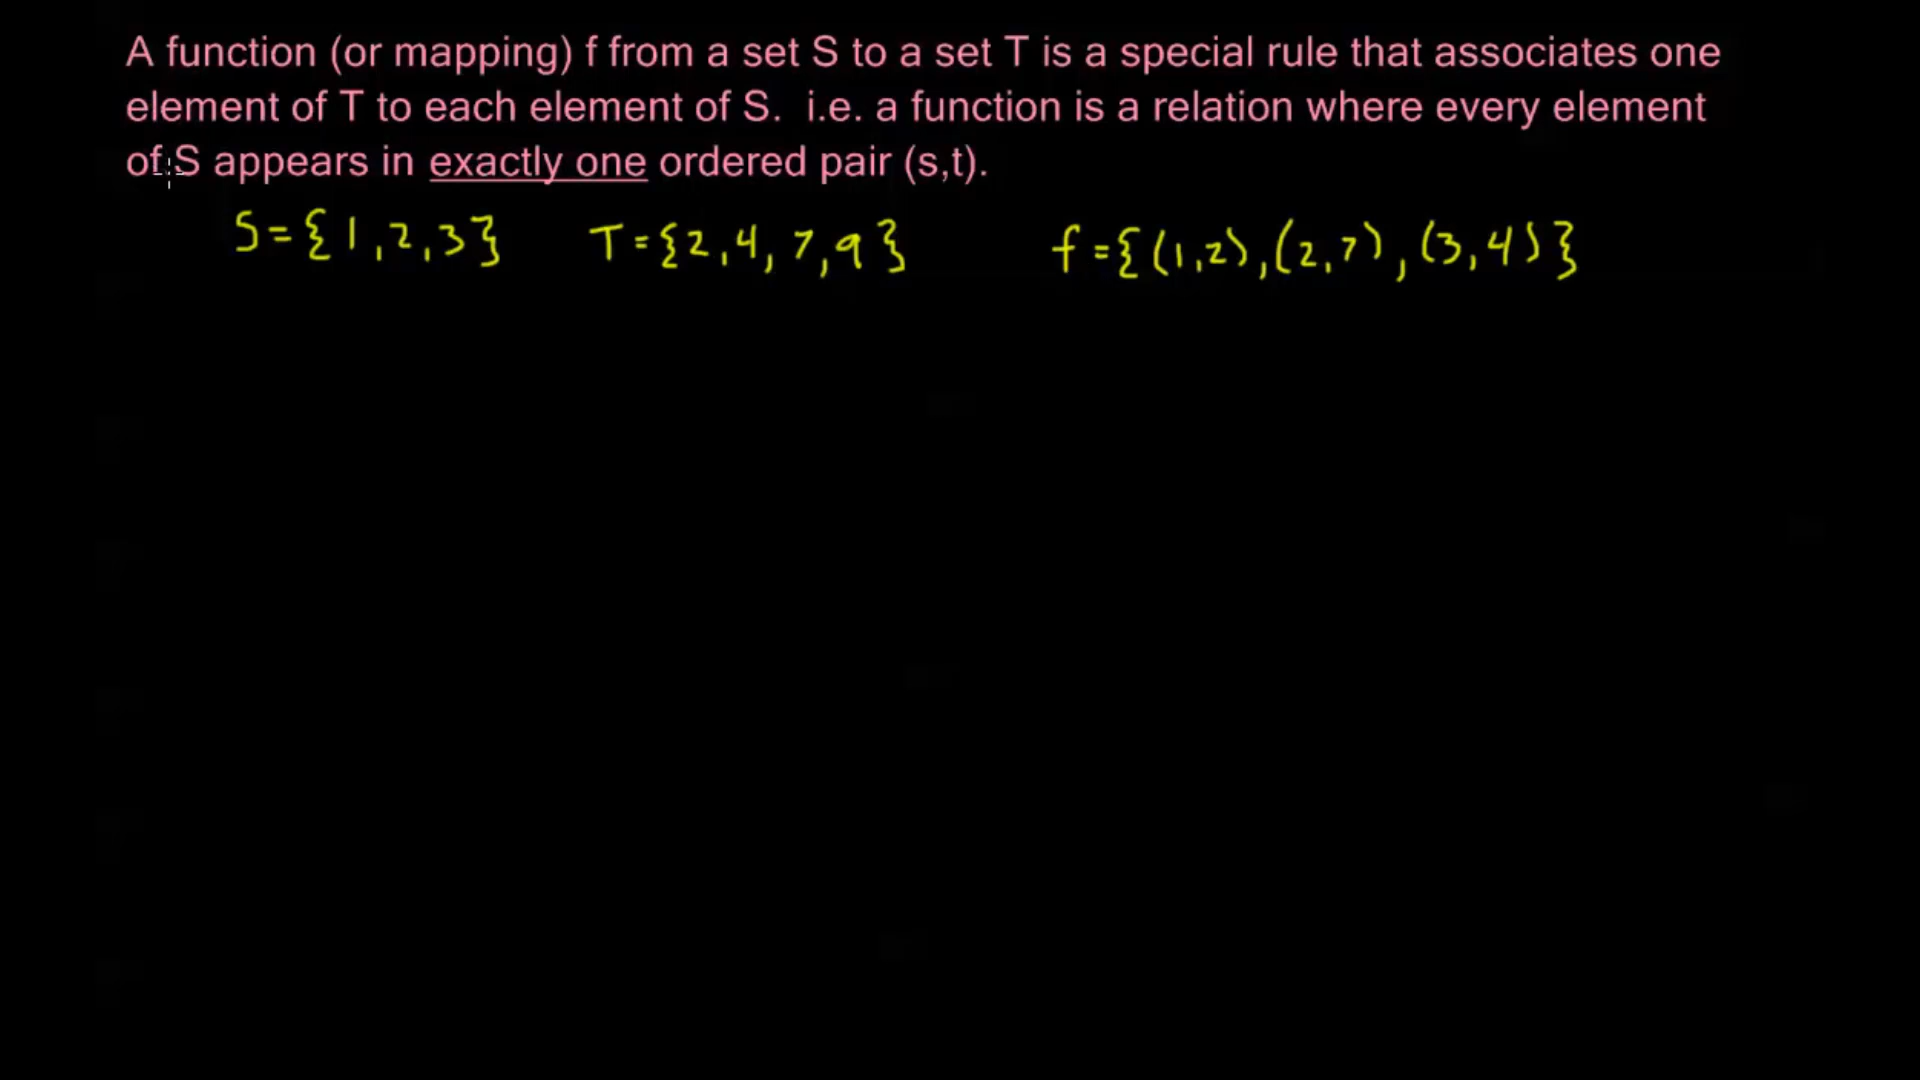 A function (or mapping) f from a set S to a set T is a special rule that associates one
element of T to each element of S. i.e. a function is a relation where every element
of S appears in exactly one ordered pair (s,t).
S={1,2,3} T={2,4,7,9} f={(1,2),(2,7),(3,4)}